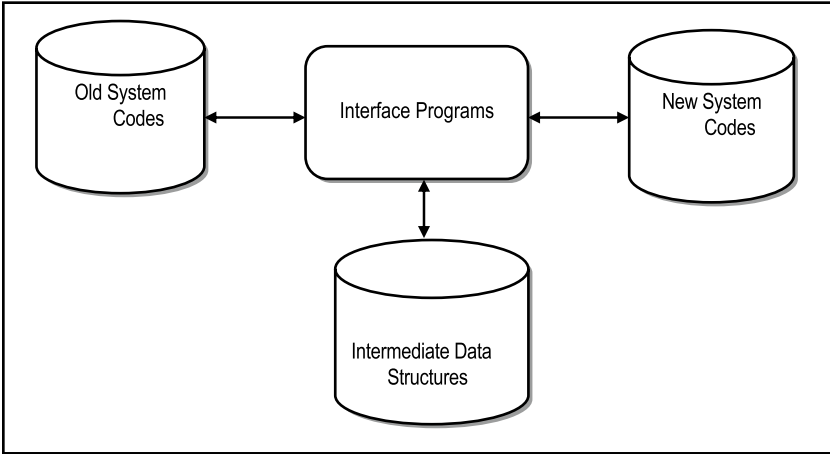 Old System
Codes
Interface Programs
New System
Codes
Intermediate Data
Structures